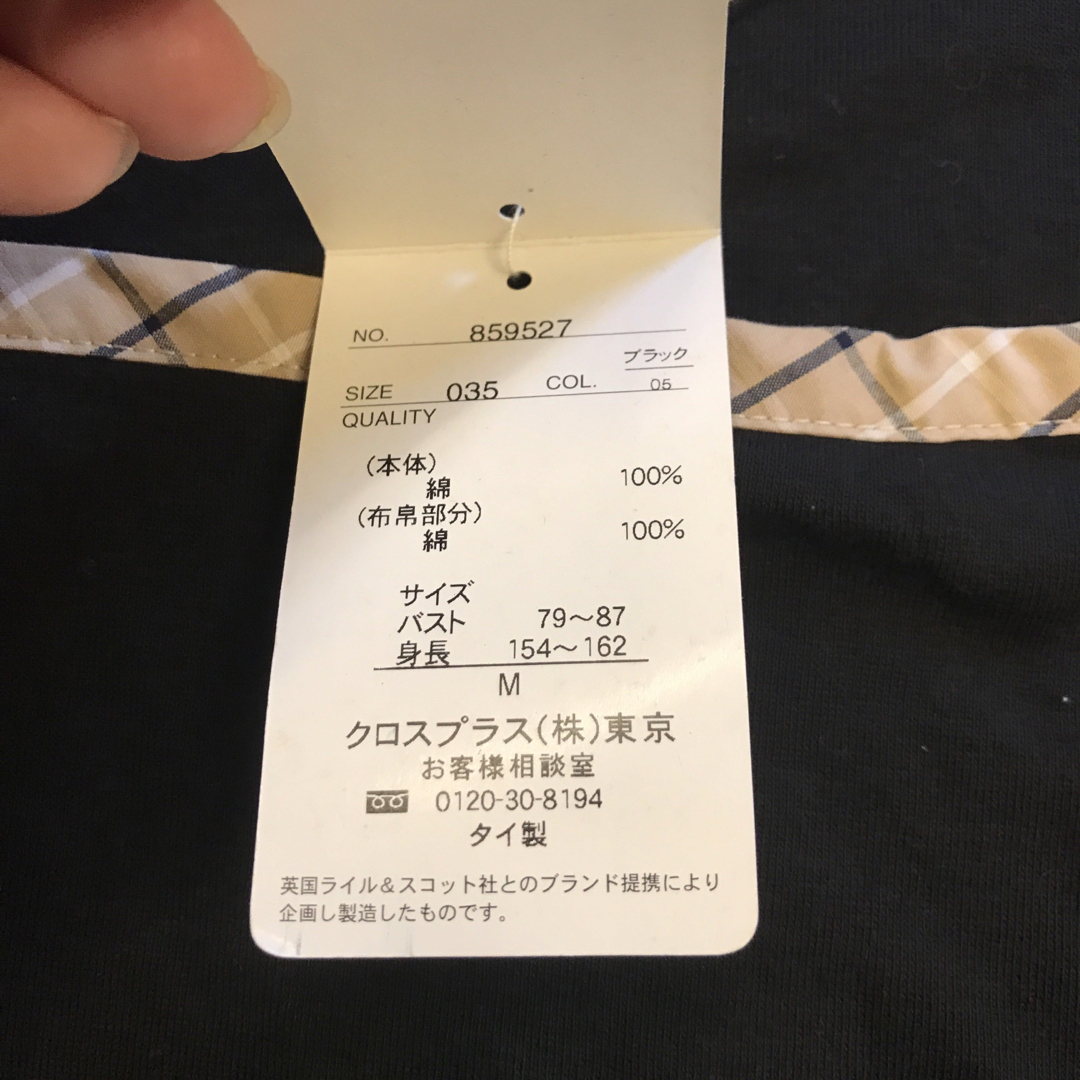 NO. 859527
ブラック
SIZE 035 COL. 05
QUALITY
(本体)
綿 100%
(布帛部分)
綿 100%
サイズ
バスト 79～87
身長 154～162
M
クロスプラス(株)東京
お客様相談室
0120-30-8194
タイ製
英国ライル&スコット社とのブランド提携により
企画し製造したものです。